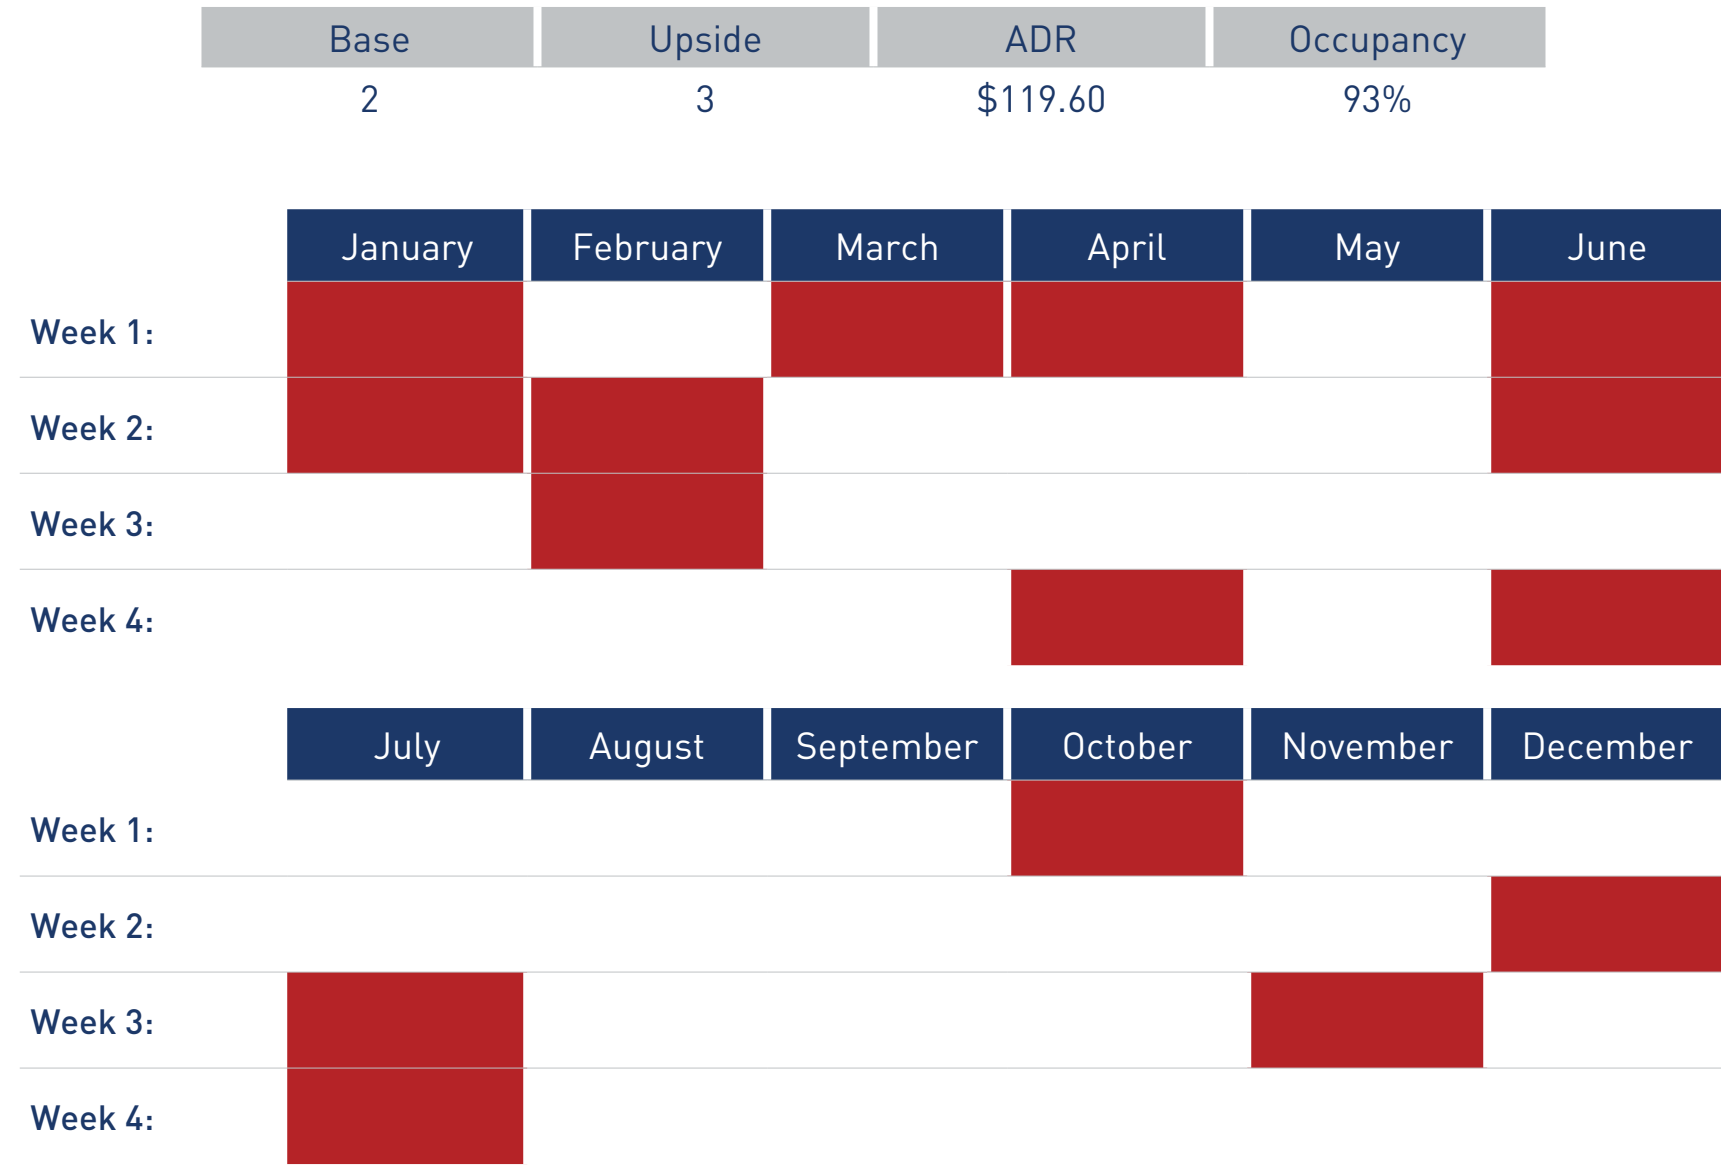 Base Upside ADR Occupancy
2 3 $119.60 93%
January February March April May June
Week 1:
Week 2:
Week 3:
Week 4:
July August September October November December
Week 1:
Week 2:
Week 3:
Week 4: